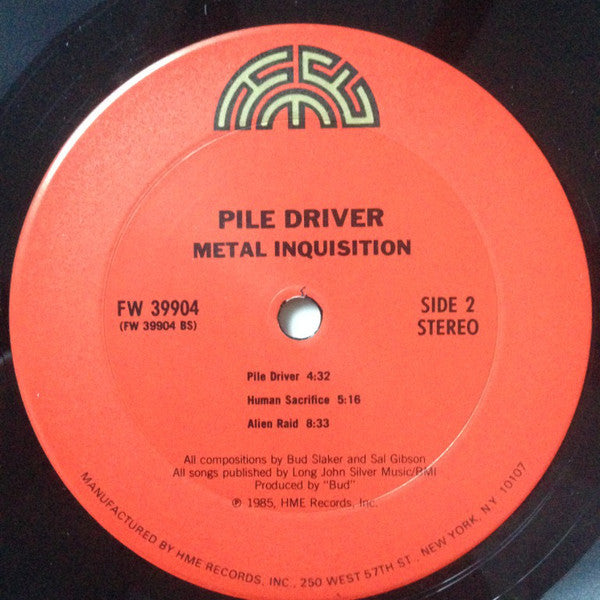 HME
PILE DRIVER
METAL INQUISITION
FW 39904
(FW 39904 BS)
SIDE 2
STEREO
Pile Driver 4:32
Human Sacrifice 5:16
Alien Raid 8:33
All compositions by Bud Slaker and Sal Gibson
All songs published by Long John Silver Music/BMI
Produced by "Bud"
℗ 1985, HME Records, Inc.
MANUFACTURED BY HME RECORDS, INC., 250 WEST 57TH ST. NEW YORK, N.Y. 10107